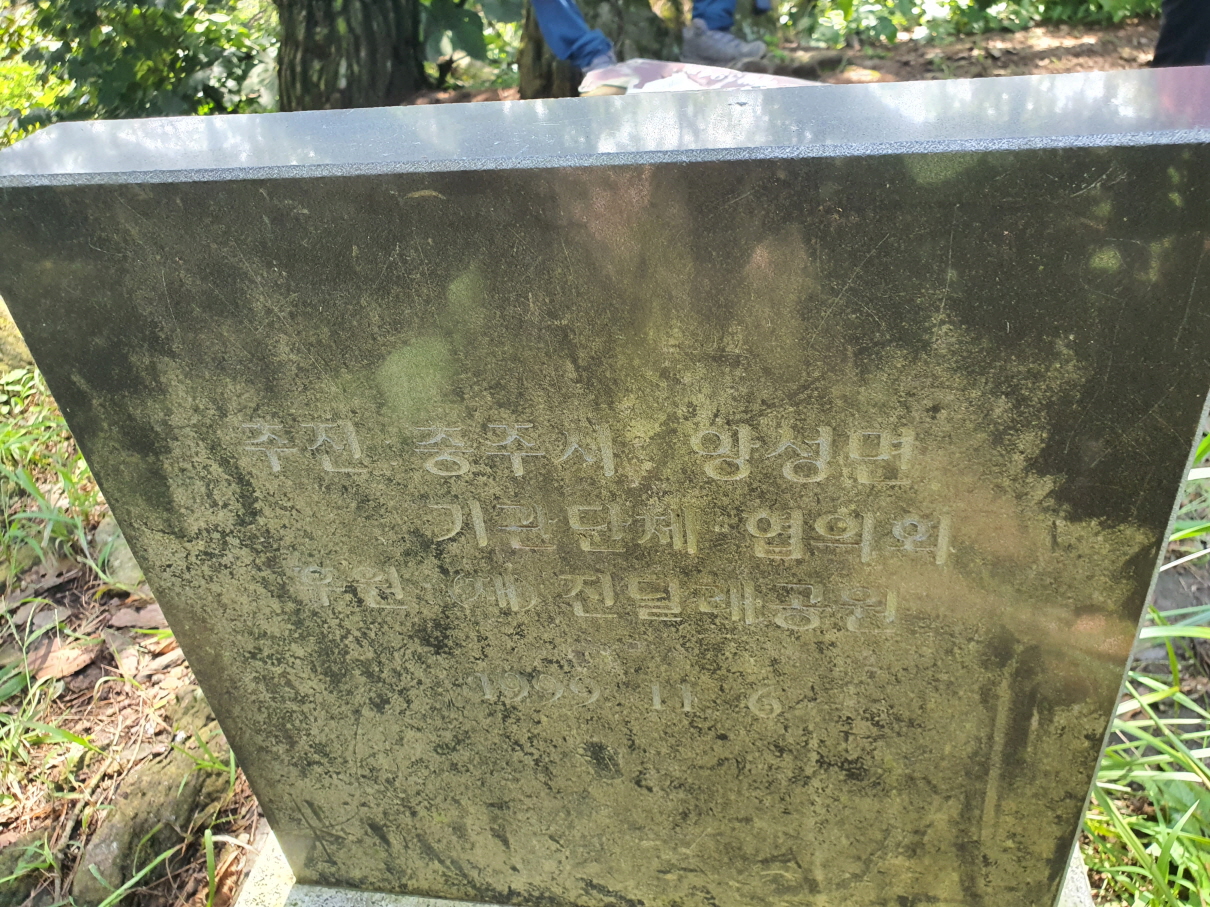 추진 충주시 앙성면
기관단체 협의회
후원 (재) 진달래공원
1999 11 6